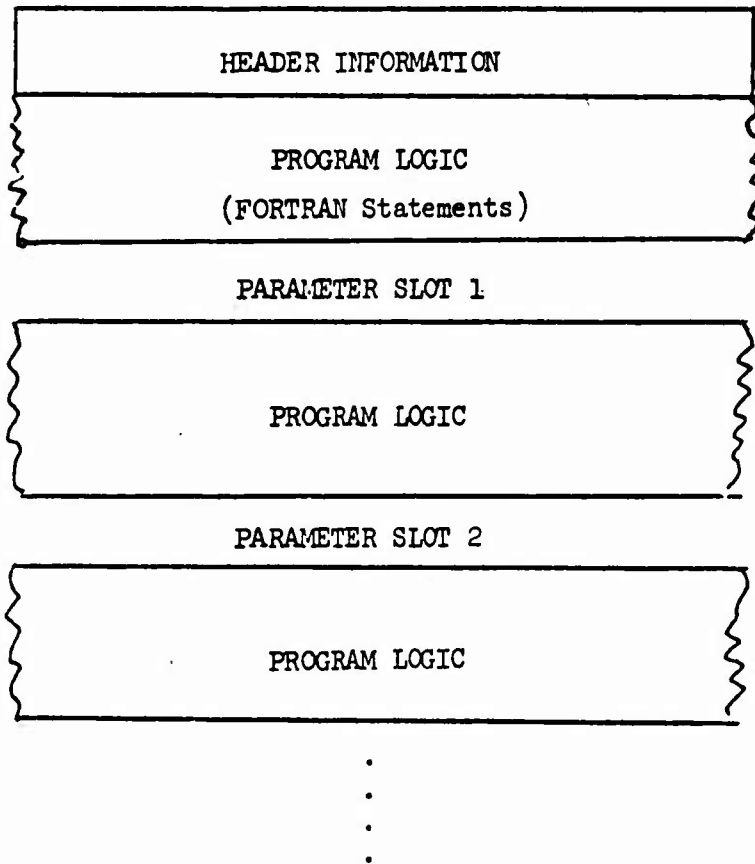 HEADER INFORMATION
PROGRAM LOGIC
(FORTRAN Statements)
PARAMETER SLOT 1
PROGRAM LOGIC
PARAMETER SLOT 2
PROGRAM LOGIC
.
.
.
.